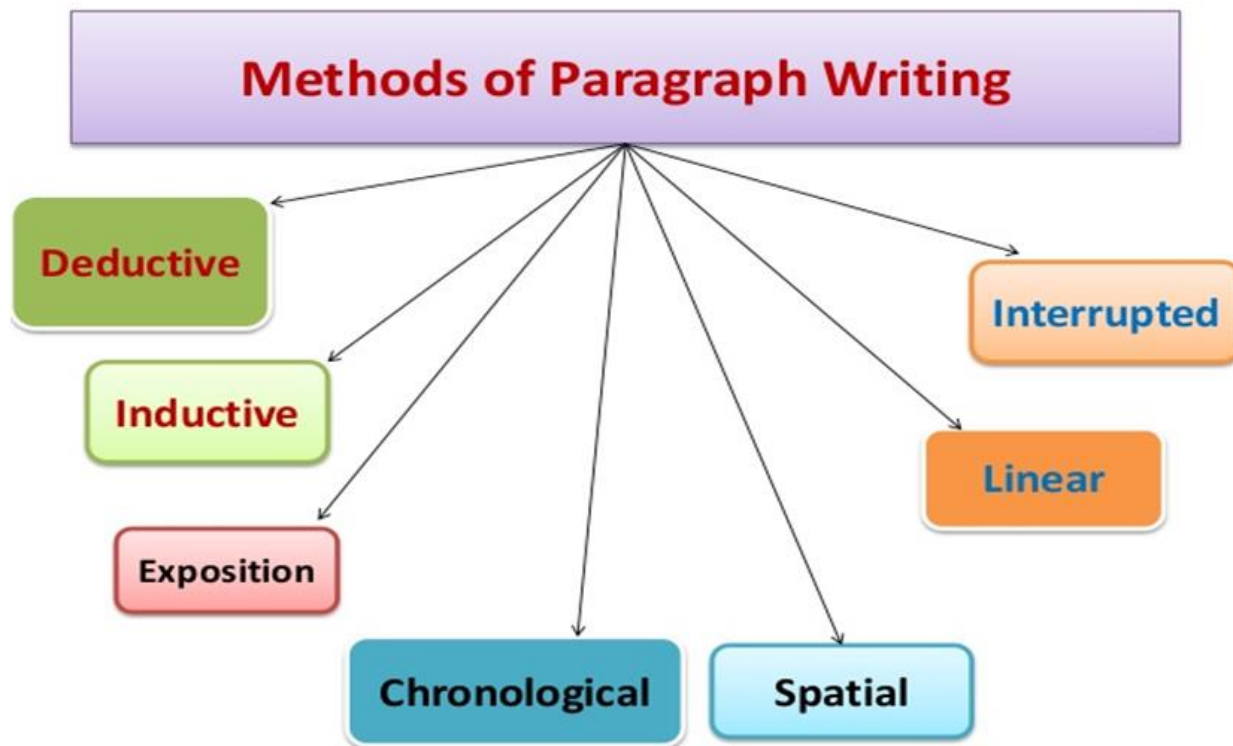 Methods of Paragraph Writing
Deductive
Interrupted
Inductive
Linear
Exposition
Chronological
Spatial